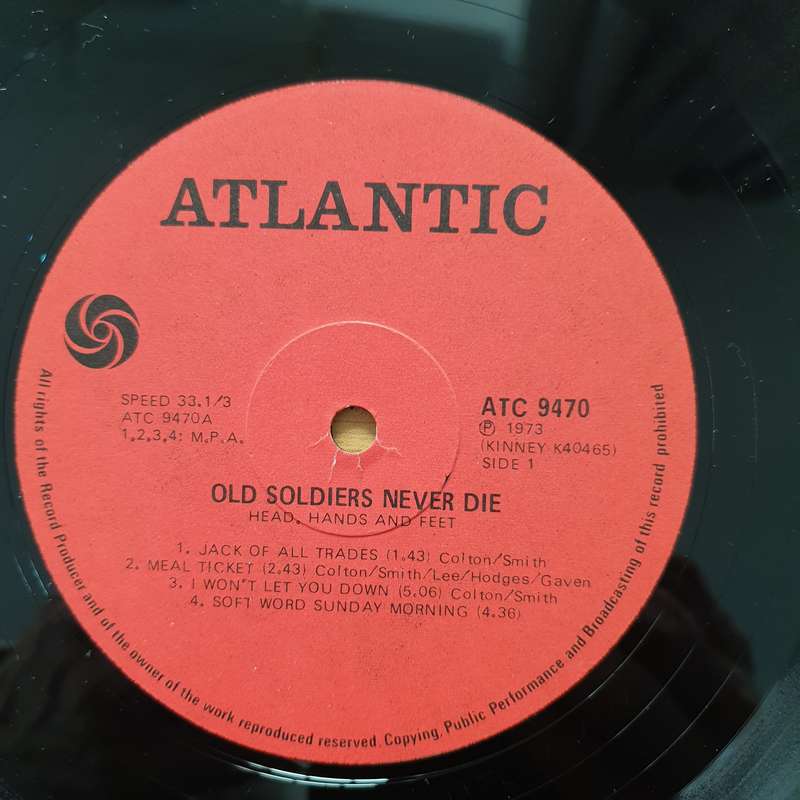 ATLANTIC
SPEED 33.1/3
ATC 9470A
1,2,3,4: M.P.A.
ATC 9470
Ⓟ 1973
(KINNEY K40465)
SIDE 1
OLD SOLDIERS NEVER DIE
HEAD, HANDS AND FEET
1. JACK OF ALL TRADES (1.43) Colton/Smith
2. MEAL TICKET (2.43) Colton/Smith/Lee/Hodges/Gaven
3. I WON'T LET YOU DOWN (5.06) Colton/Smith
4. SOFT WORD SUNDAY MORNING (4.36)
All rights of the Record Producer and of the owner of the work reproduced reserved. Copying, Public Performance and Broadcasting of this record prohibited